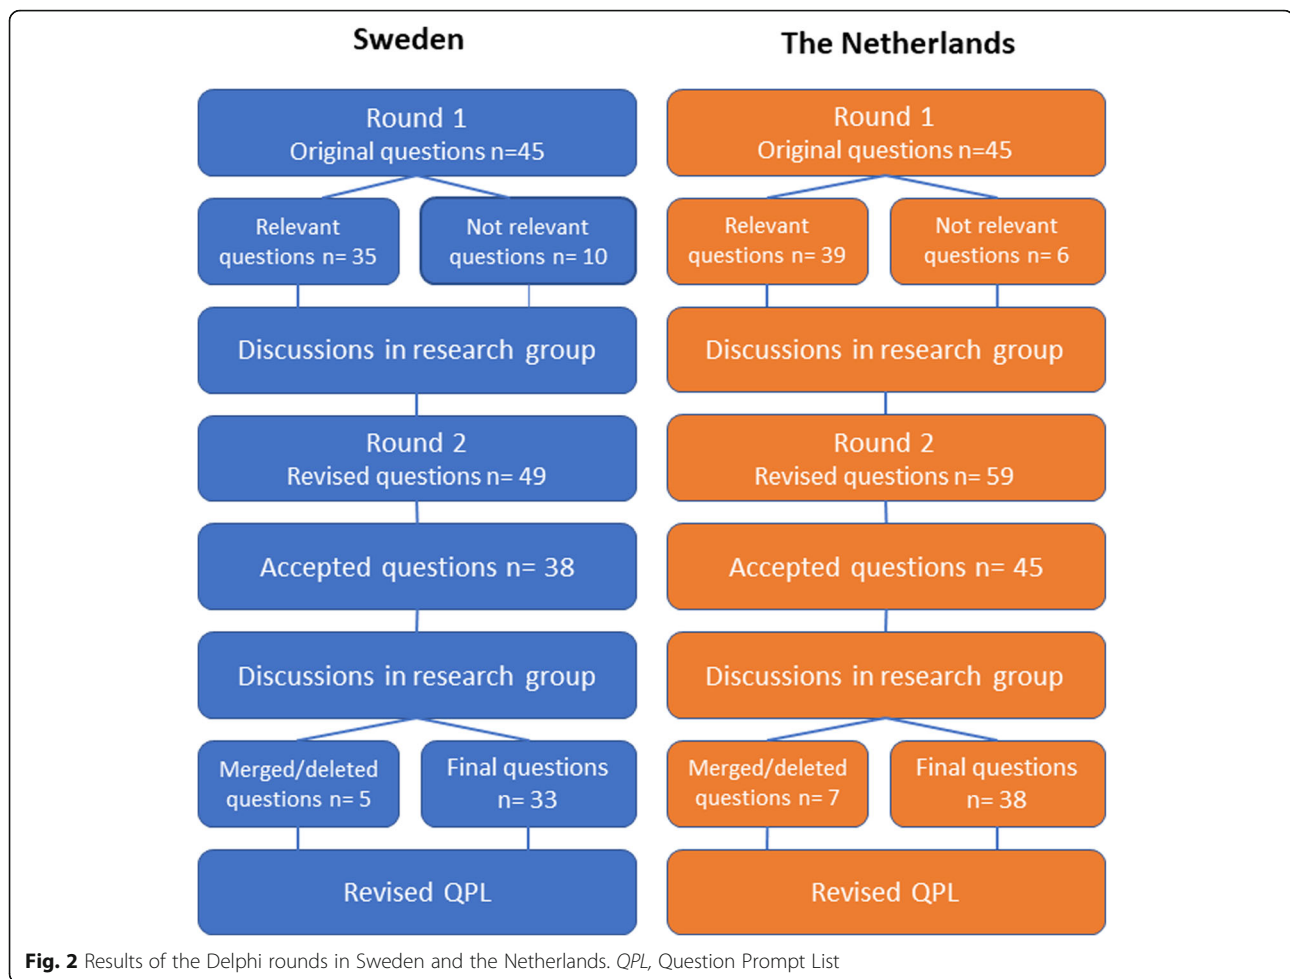 Sweden
Round 1
Original questions n=45
Relevant
questions n= 35
Not relevant
questions n= 10
Discussions in research group
Round 2
Revised questions n= 49
Accepted questions n= 38
Discussions in research group
Merged/deleted
questions n= 5
Final questions
n= 33
Revised QPL
The Netherlands
Round 1
Original questions n=45
Relevant
questions n= 39
Not relevant
questions n= 6
Discussions in research group
Round 2
Revised questions n= 59
Accepted questions n= 45
Discussions in research group
Merged/deleted
questions n= 7
Final questions
n= 38
Revised QPL
Fig. 2 Results of the Delphi rounds in Sweden and the Netherlands. QPL, Question Prompt List